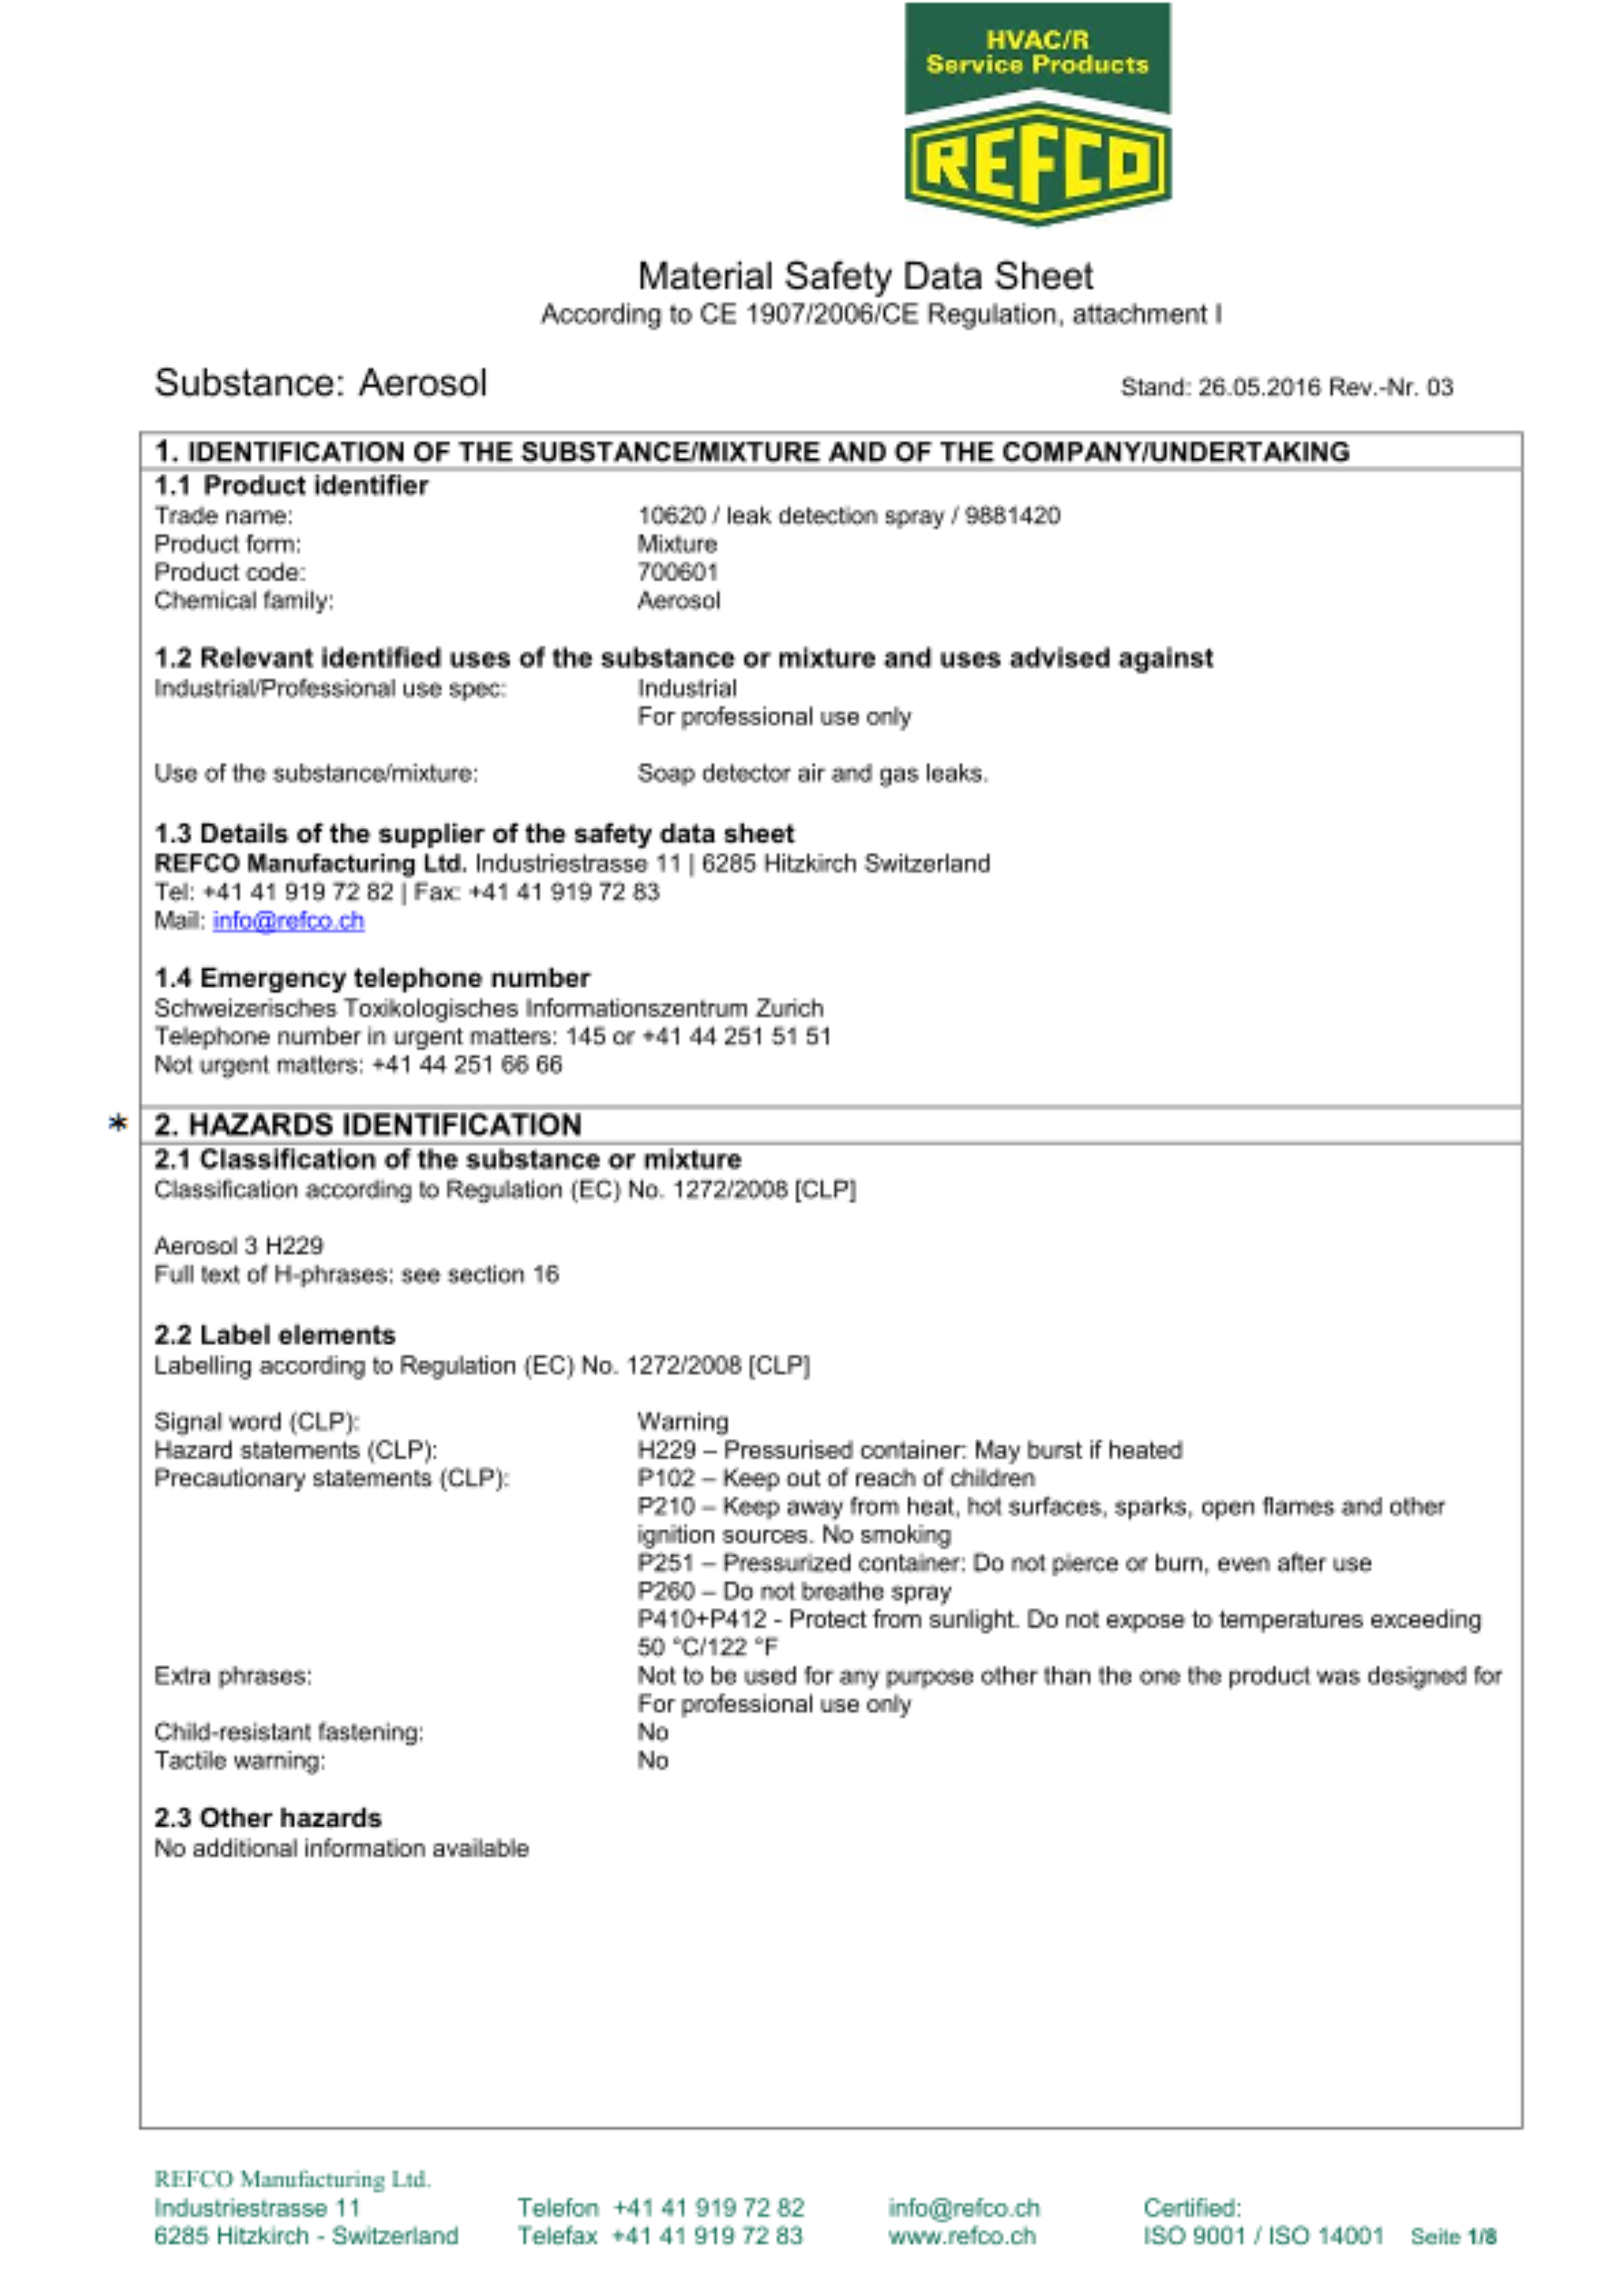 HVAC/R
Service Products
REFCO
Material Safety Data Sheet
According to CE 1907/2006/CE Regulation, attachment I
Substance: Aerosol Stand: 26.05.2016 Rev.-Nr. 03
1. IDENTIFICATION OF THE SUBSTANCE/MIXTURE AND OF THE COMPANY/UNDERTAKING
1.1 Product identifier
Trade name: 10620 / leak detection spray / 9881420
Product form: Mixture
Product code: 700601
Chemical family: Aerosol
1.2 Relevant identified uses of the substance or mixture and uses advised against
Industrial/Professional use spec: Industrial
For professional use only
Use of the substance/mixture: Soap detector air and gas leaks.
1.3 Details of the supplier of the safety data sheet
REFCO Manufacturing Ltd. Industriestrasse 11 | 6285 Hitzkirch Switzerland
Tel: +41 41 919 72 82 | Fax: +41 41 919 72 83
Mail: info@refco.ch
1.4 Emergency telephone number
Schweizerisches Toxikologisches Informationszentrum Zurich
Telephone number in urgent matters: 145 or +41 44 251 51 51
Not urgent matters: +41 44 251 66 66
* 2. HAZARDS IDENTIFICATION
2.1 Classification of the substance or mixture
Classification according to Regulation (EC) No. 1272/2008 [CLP]
Aerosol 3 H229
Full text of H-phrases: see section 16
2.2 Label elements
Labelling according to Regulation (EC) No. 1272/2008 [CLP]
Signal word (CLP): Warning
Hazard statements (CLP): H229 – Pressurised container: May burst if heated
Precautionary statements (CLP): P102 – Keep out of reach of children
P210 – Keep away from heat, hot surfaces, sparks, open flames and other
ignition sources. No smoking
P251 – Pressurized container: Do not pierce or burn, even after use
P260 – Do not breathe spray
P410+P412 - Protect from sunlight. Do not expose to temperatures exceeding
50 °C/122 °F
Extra phrases: Not to be used for any purpose other than the one the product was designed for
For professional use only
Child-resistant fastening: No
Tactile warning: No
2.3 Other hazards
No additional information available
REFCO Manufacturing Ltd.
Industriestrasse 11 Telefon +41 41 919 72 82 info@refco.ch Certified:
6285 Hitzkirch - Switzerland Telefax +41 41 919 72 83 www.refco.ch ISO 9001 / ISO 14001 Seite 1/8